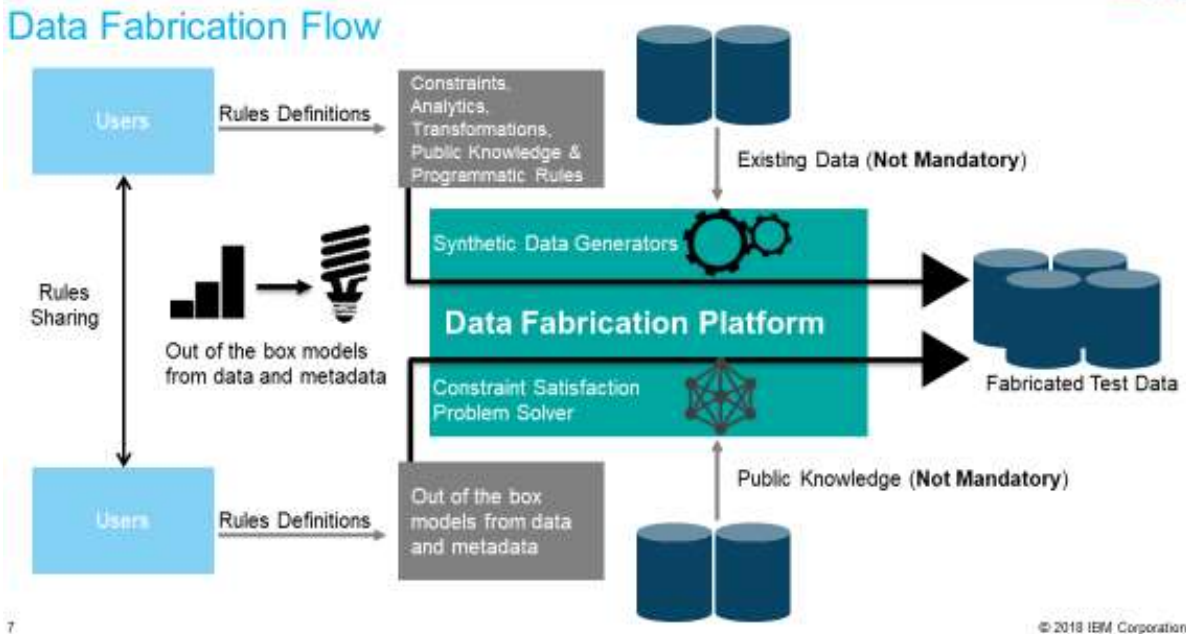 Data Fabrication Flow
Users
Rules Definitions
Constraints,
Analytics,
Transformations,
Public Knowledge &
Programmatic Rules
Existing Data (Not Mandatory)
Synthetic Data Generators
Rules
Sharing
Out of the box models
from data and metadata
Data Fabrication Platform
Constraint Satisfaction
Problem Solver
Fabricated Test Data
Public Knowledge (Not Mandatory)
Users
Rules Definitions
Out of the box
models from data
and metadata
7
© 2018 IBM Corporation